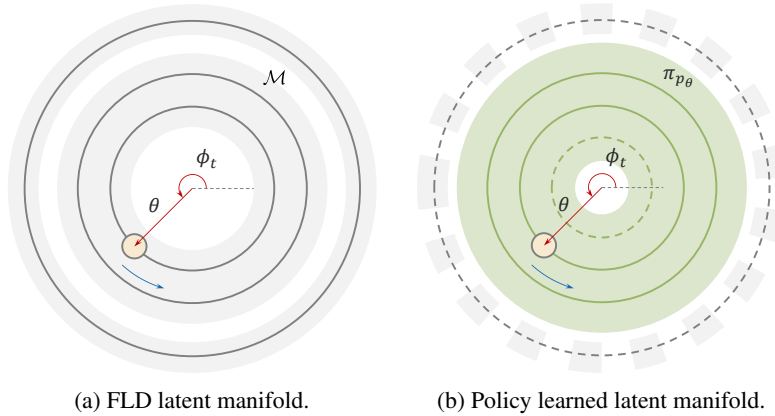 ℳ
π_{p_θ}
ϕ_t
ϕ_t
θ
θ
(a) FLD latent manifold.
(b) Policy learned latent manifold.